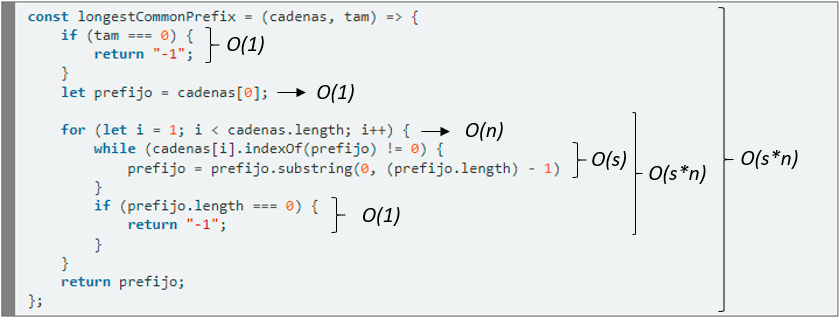 const longestCommonPrefix = (cadenas, tam) => {
if (tam === 0) {
return "-1"; O(1)
}
let prefijo = cadenas[0]; O(1)
for (let i = 1; i < cadenas.length; i++) { O(n)
while (cadenas[i].indexOf(prefijo) != 0) {
prefijo = prefijo.substring(0, (prefijo.length) - 1) O(s) O(s*n) O(s*n)
}
if (prefijo.length === 0) {
return "-1"; O(1)
}
}
return prefijo;
};